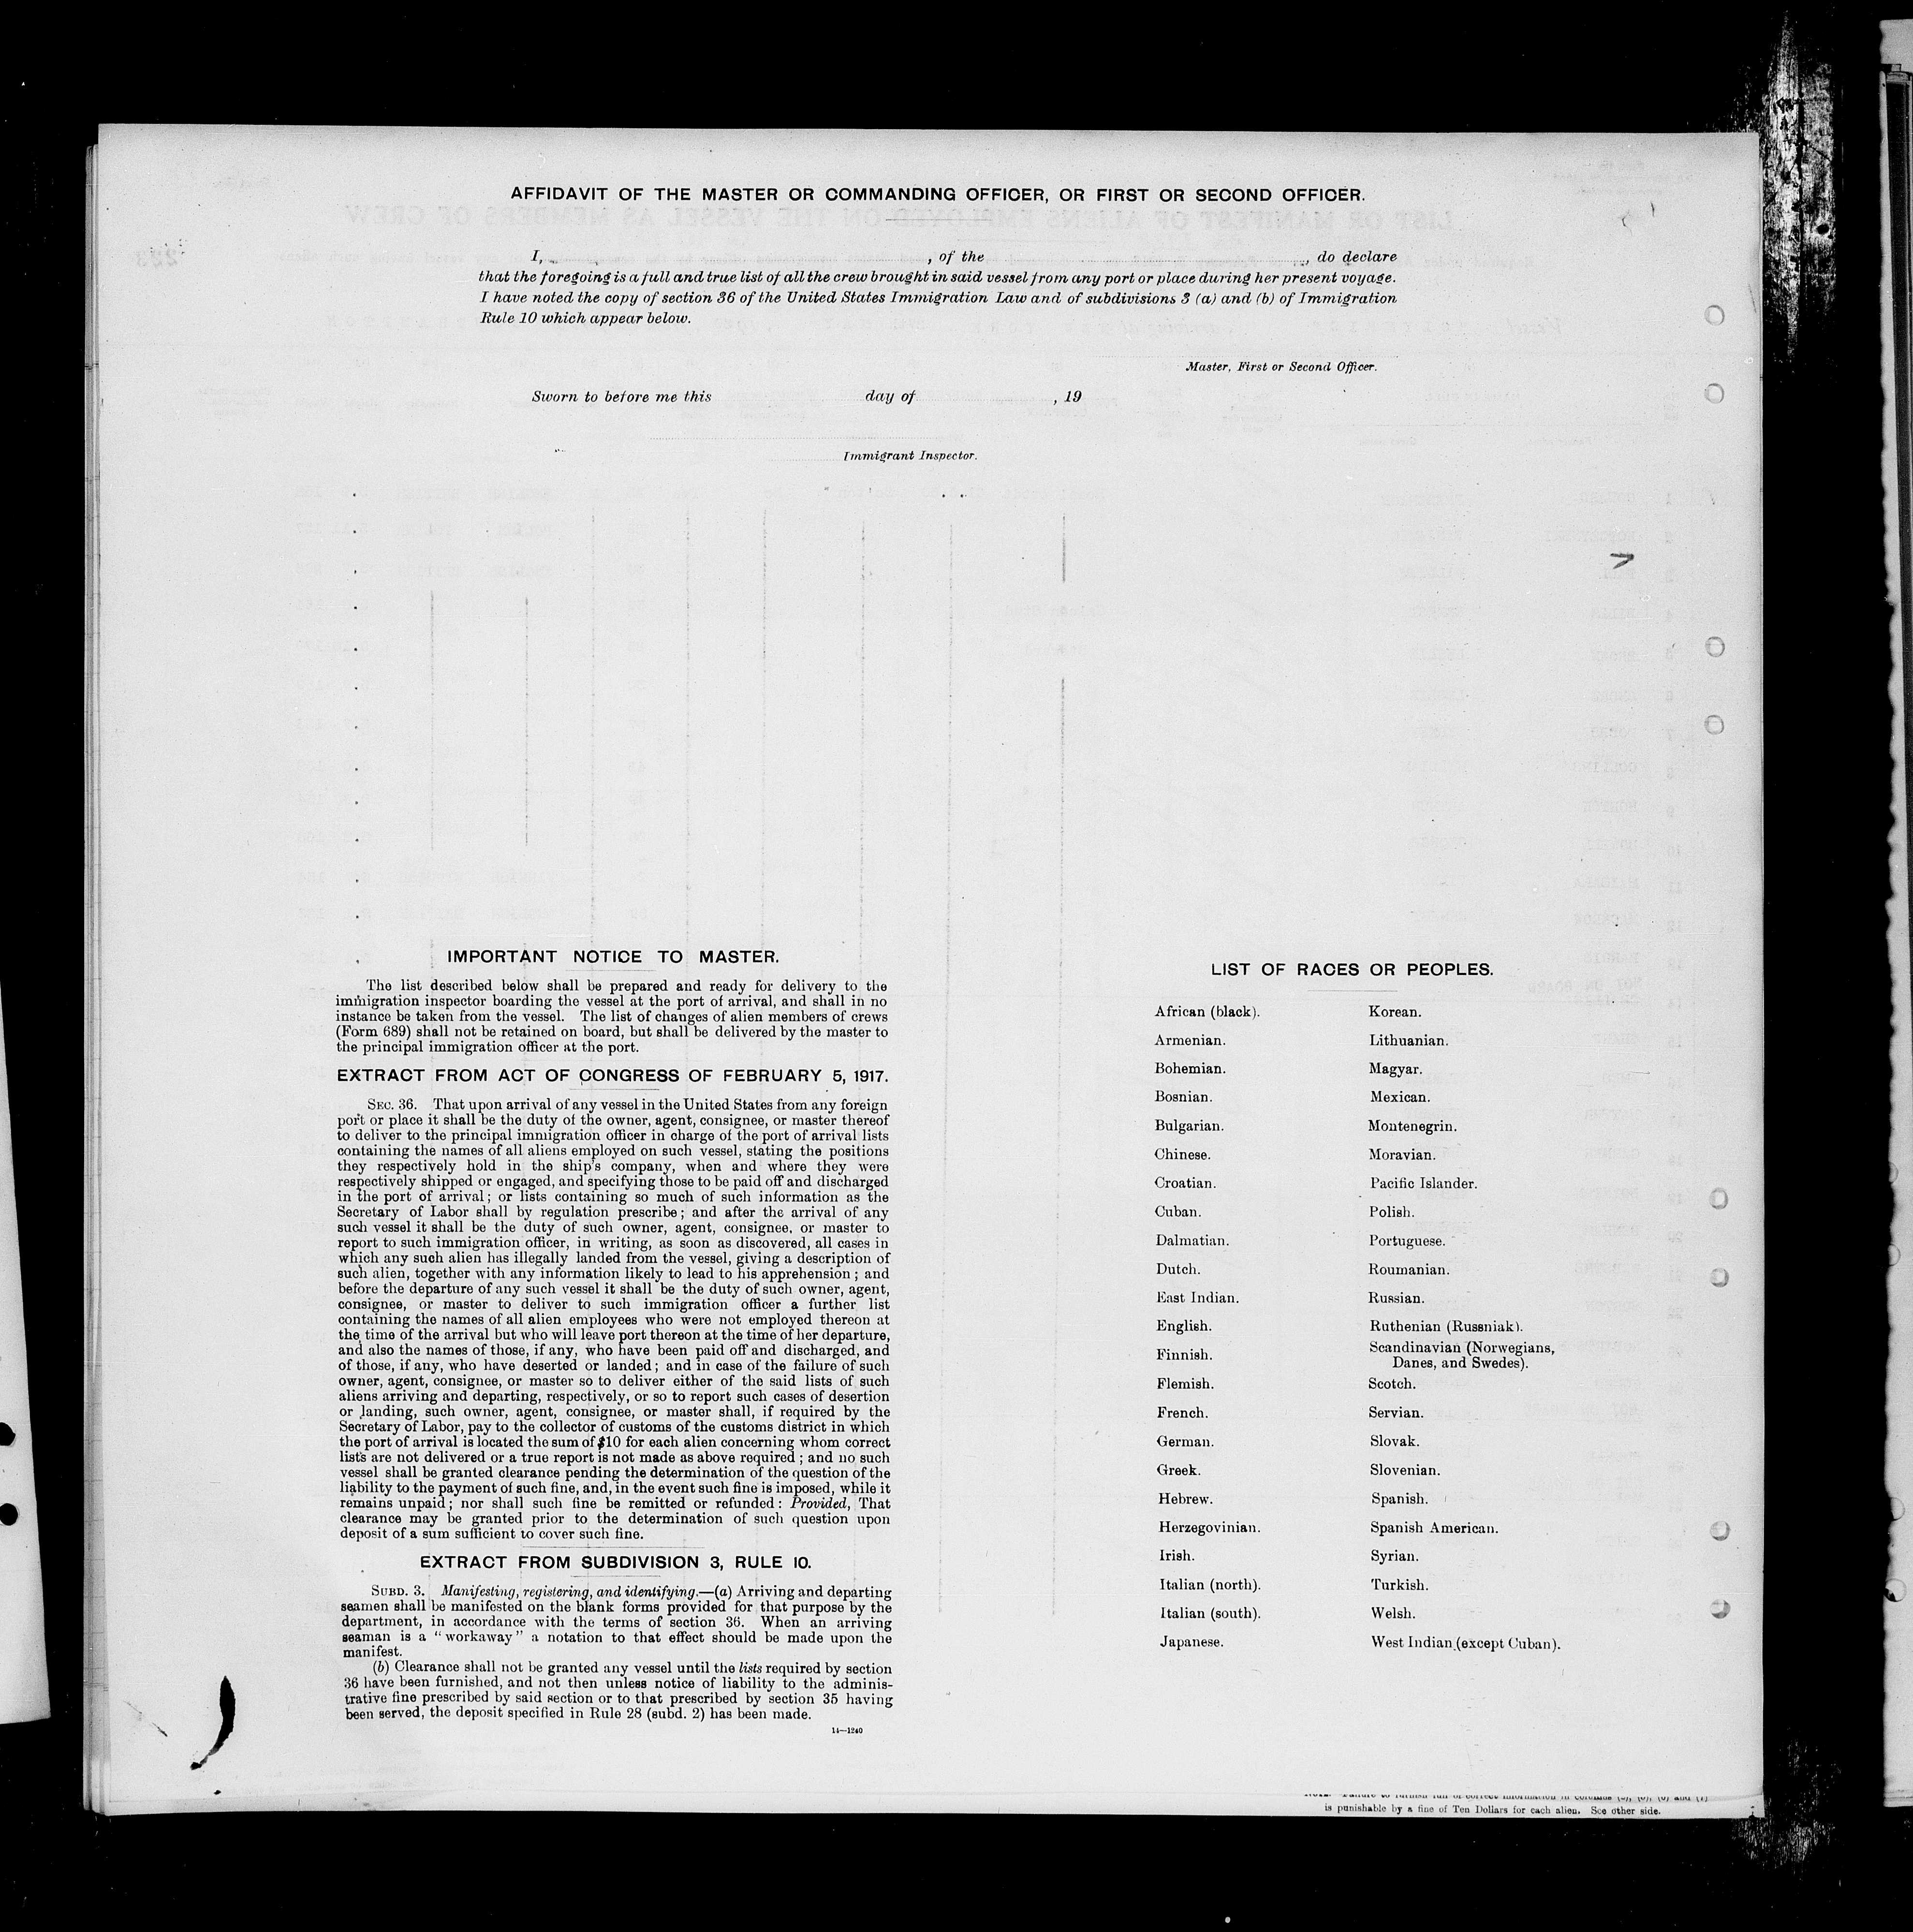 AFFIDAVIT OF THE MASTER OR COMMANDING OFFICER, OR FIRST OR SECOND OFFICER.
I, , of the , do declare
that the foregoing is a full and true list of all the crew brought in said vessel from any port or place during her present voyage.
I have noted the copy of section 36 of the United States Immigration Law and of subdivisions 3 (a) and (b) of Immigration
Rule 10 which appear below.
Master, First or Second Officer.
Sworn to before me this day of , 19
Immigrant Inspector.
IMPORTANT NOTICE TO MASTER.
The list described below shall be prepared and ready for delivery to the
immigration inspector boarding the vessel at the port of arrival, and shall in no
instance be taken from the vessel. The list of changes of alien members of crews
(Form 689) shall not be retained on board, but shall be delivered by the master to
the principal immigration officer at the port.
EXTRACT FROM ACT OF CONGRESS OF FEBRUARY 5, 1917.
SEC. 36. That upon arrival of any vessel in the United States from any foreign
port or place it shall be the duty of the owner, agent, consignee, or master thereof
to deliver to the principal immigration officer in charge of the port of arrival lists
containing the names of all aliens employed on such vessel, stating the positions
they respectively hold in the ship's company, when and where they were
respectively shipped or engaged, and specifying those to be paid off and discharged
in the port of arrival; or lists containing so much of such information as the
Secretary of Labor shall by regulation prescribe; and after the arrival of any
such vessel it shall be the duty of such owner, agent, consignee, or master to
report to such immigration officer, in writing, as soon as discovered, all cases in
which any such alien has illegally landed from the vessel, giving a description of
such alien, together with any information likely to lead to his apprehension; and
before the departure of any such vessel it shall be the duty of such owner, agent,
consignee, or master to deliver to such immigration officer a further list
containing the names of all alien employees who were not employed thereon at
the time of the arrival but who will leave port thereon at the time of her departure,
and also the names of those, if any, who have been paid off and discharged, and
of those, if any, who have deserted or landed; and in case of the failure of such
owner, agent, consignee, or master so to deliver either of the said lists of such
aliens arriving and departing, respectively, or so to report such cases of desertion
or landing, such owner, agent, consignee, or master shall, if required by the
Secretary of Labor, pay to the collector of customs of the customs district in which
the port of arrival is located the sum of $10 for each alien concerning whom correct
lists are not delivered or a true report is not made as above required; and no such
vessel shall be granted clearance pending the determination of the question of the
liability to the payment of such fine, and, in the event such fine is imposed, while it
remains unpaid; nor shall such fine be remitted or refunded: Provided, That
clearance may be granted prior to the determination of such question upon
deposit of a sum sufficient to cover such fine.
EXTRACT FROM SUBDIVISION 3, RULE 10.
SUBD. 3. Manifesting, registering, and identifying.—(a) Arriving and departing
seamen shall be manifested on the blank forms provided for that purpose by the
department, in accordance with the terms of section 36. When an arriving
seaman is a "workaway" a notation to that effect should be made upon the
manifest.
(b) Clearance shall not be granted any vessel until the lists required by section
36 have been furnished, and not then unless notice of liability to the adminis-
trative fine prescribed by said section or to that prescribed by section 35 having
been served, the deposit specified in Rule 28 (subd. 2) has been made.
14—1240
LIST OF RACES OR PEOPLES.
African (black).
Armenian.
Bohemian.
Bosnian.
Bulgarian.
Chinese.
Croatian.
Cuban.
Dalmatian.
Dutch.
East Indian.
English.
Finnish.
Flemish.
French.
German.
Greek.
Hebrew.
Herzegovinian.
Irish.
Italian (north).
Italian (south).
Japanese.
Korean.
Lithuanian.
Magyar.
Mexican.
Montenegrin.
Moravian.
Pacific Islander.
Polish.
Portuguese.
Roumanian.
Russian.
Ruthenian (Russniak).
Scandinavian (Norwegians,
Danes, and Swedes).
Scotch.
Servian.
Slovak.
Slovenian.
Spanish.
Spanish American.
Syrian.
Turkish.
Welsh.
West Indian (except Cuban).
is punishable by a fine of Ten Dollars for each alien. See other side.